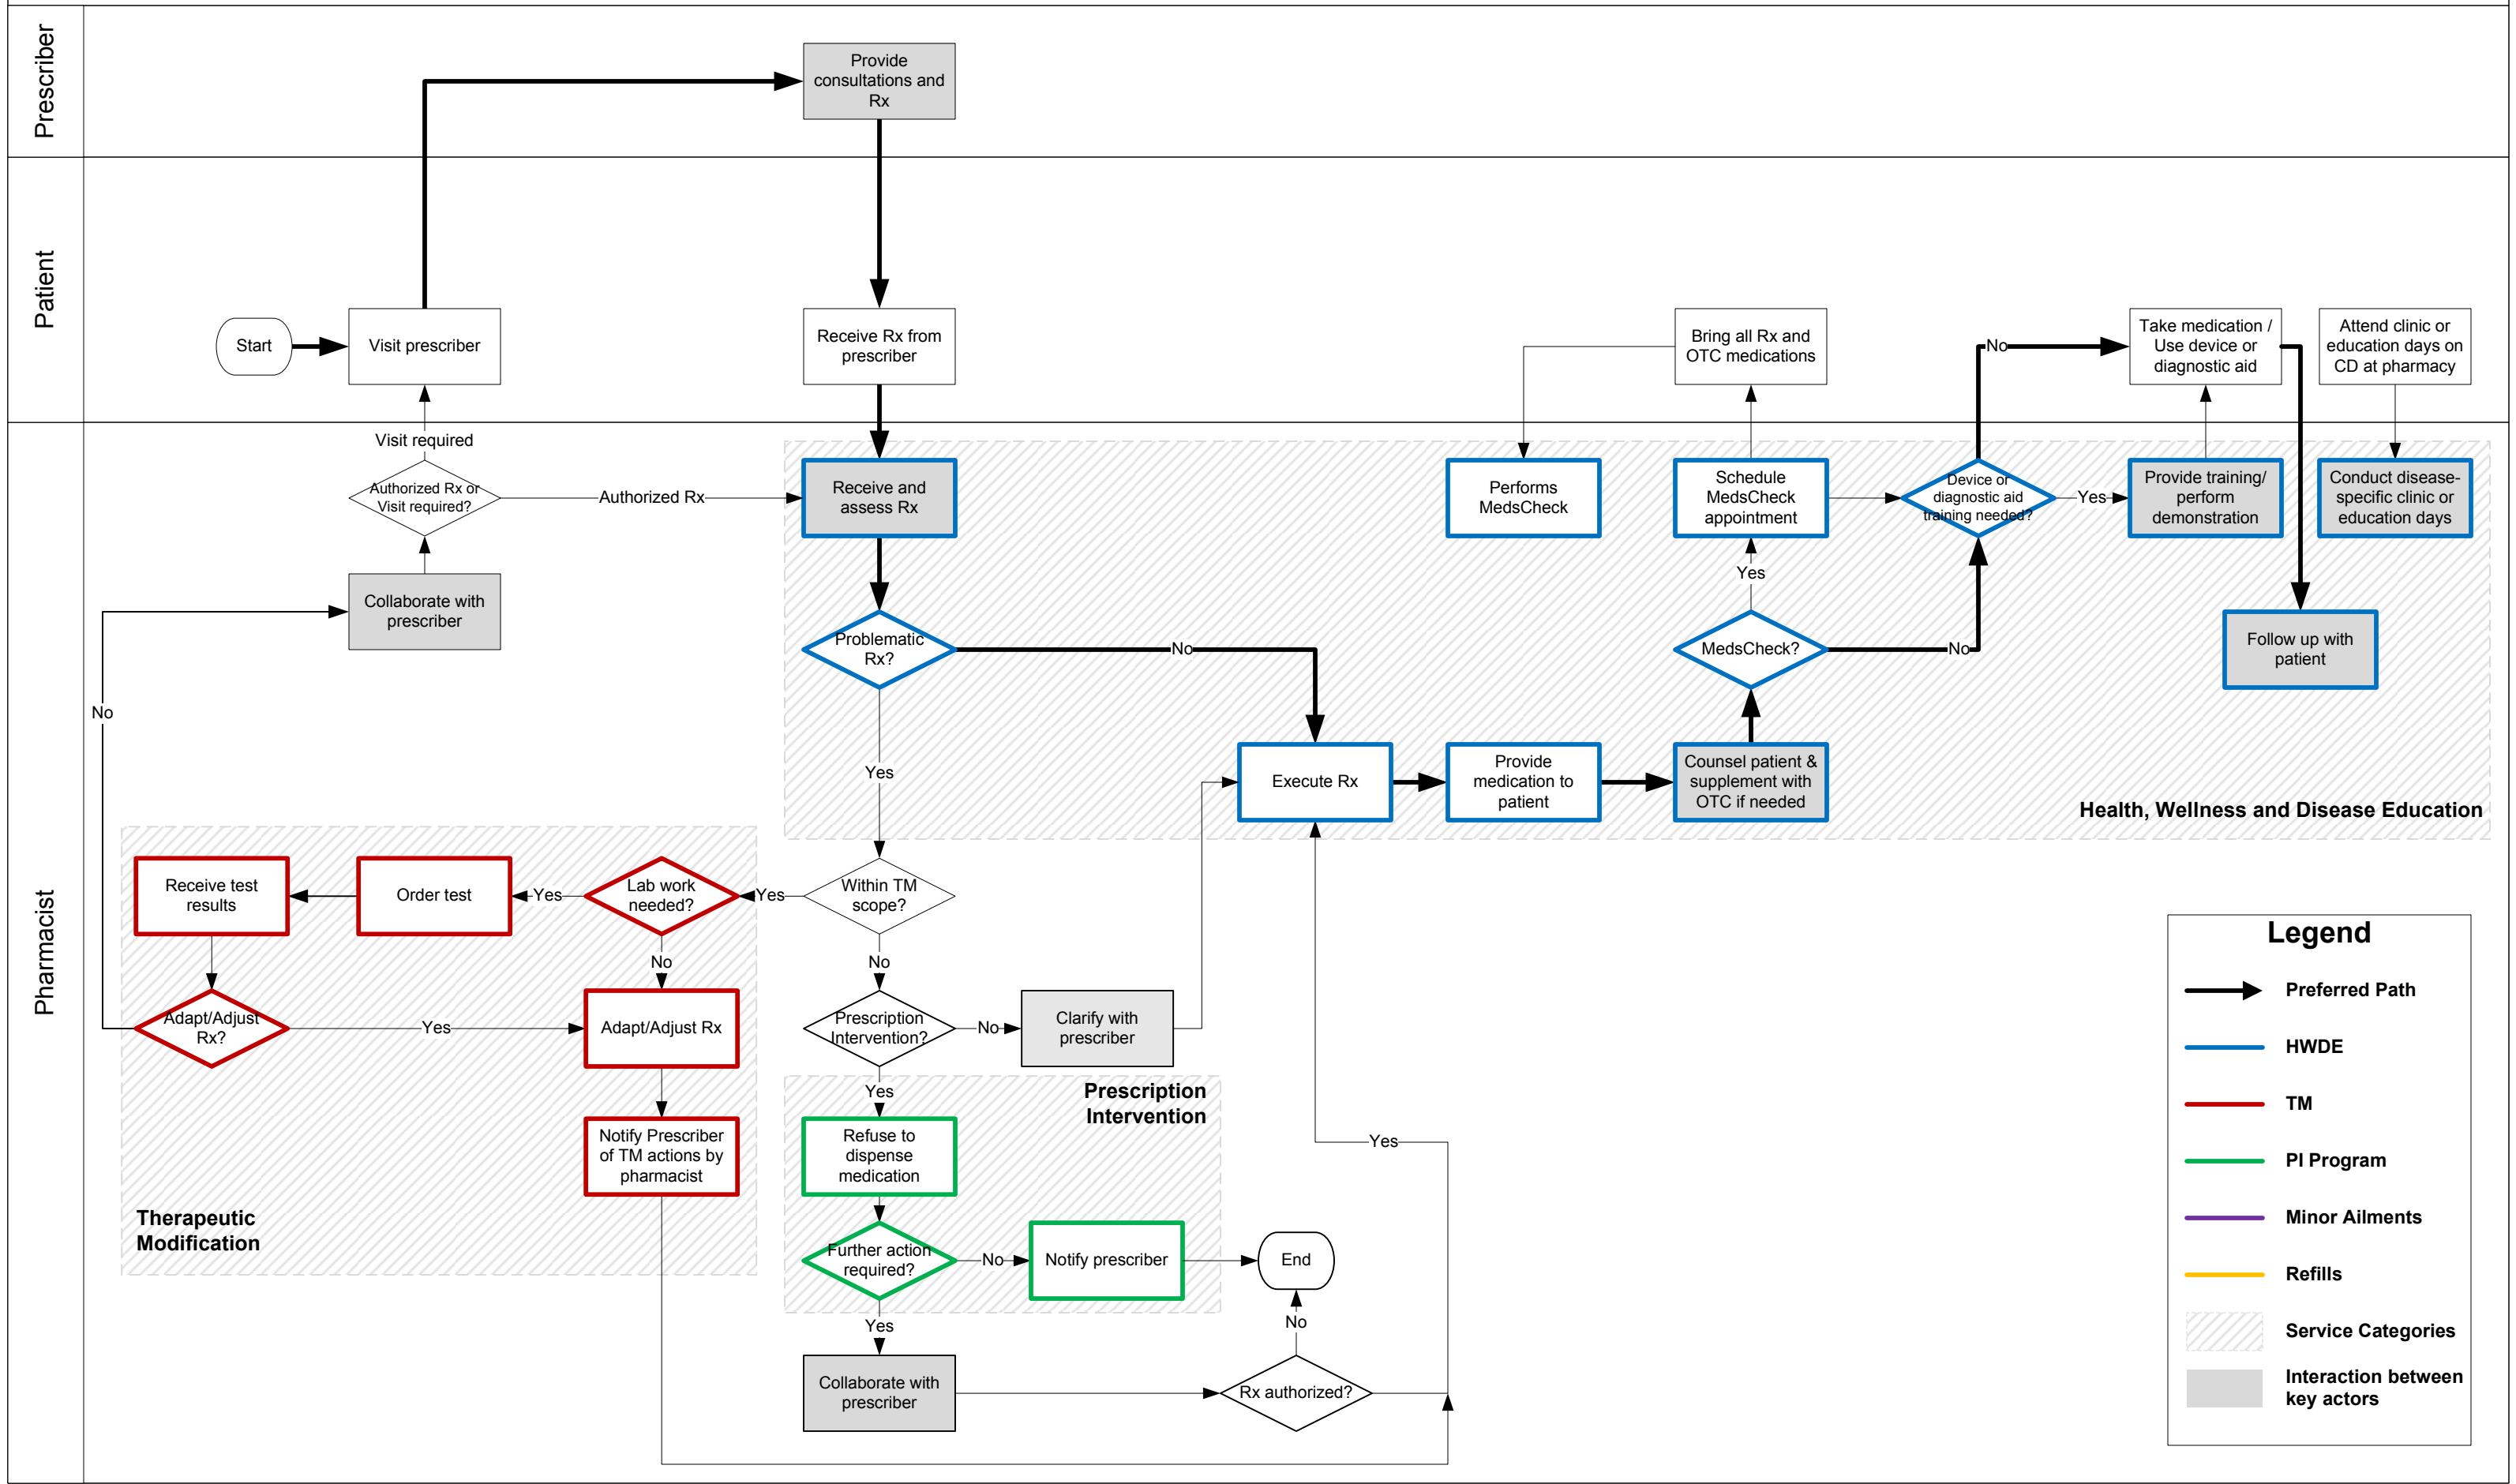 Prescriber
Provide
consultations and
Rx
Patient
Start
Visit prescriber
Receive Rx from
prescriber
Bring all Rx and
OTC medications
No
Take medication /
Use device or
diagnostic aid
Attend clinic or
education days on
CD at pharmacy
Pharmacist
Visit required
Authorized Rx or
Visit required?
Authorized Rx
Receive and
assess Rx
Performs
MedsCheck
Schedule
MedsCheck
appointment
Device or
diagnostic aid
training needed?
Yes
Provide training/
perform
demonstration
Conduct disease-
specific clinic or
education days
Collaborate with
prescriber
Yes
Problematic
Rx?
No
MedsCheck?
No
Follow up with
patient
No
Yes
Execute Rx
Provide
medication to
patient
Counsel patient &
supplement with
OTC if needed
Health, Wellness and Disease Education
Receive test
results
Order test
Yes
Lab work
needed?
Yes
Within TM
scope?
No
No
Adapt/Adjust
Rx?
Yes
Adapt/Adjust Rx
Prescription
Intervention?
No
Clarify with
prescriber
Yes
Prescription
Intervention
Notify Prescriber
of TM actions by
pharmacist
Refuse to
dispense
medication
Yes
Therapeutic
Modification
Further action
required?
No
Notify prescriber
End
Yes
No
Collaborate with
prescriber
Rx authorized?
Legend
Preferred Path
HWDE
TM
PI Program
Minor Ailments
Refills
Service Categories
Interaction between
key actors